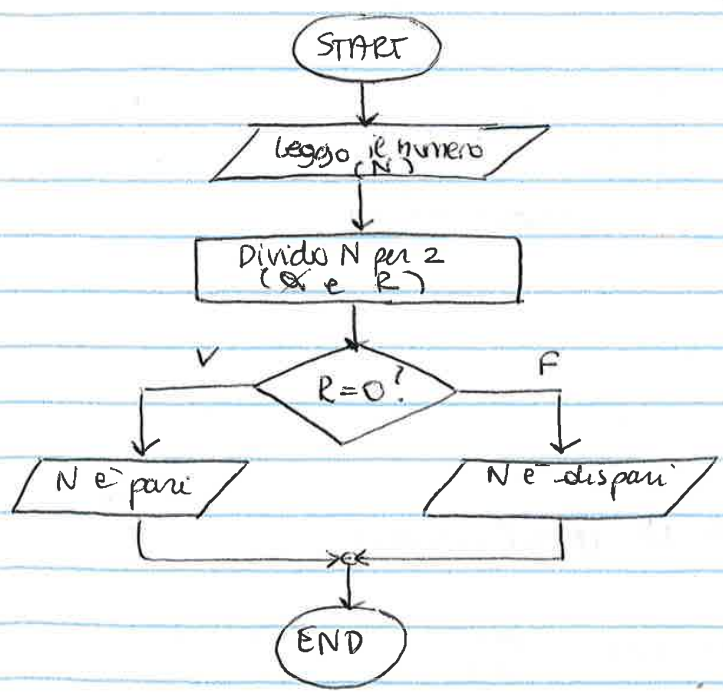 START
Leggo il numero
(N)
Divido N per 2
(Q e R)
V
F
R=0?
N è pari
N è dispari
END